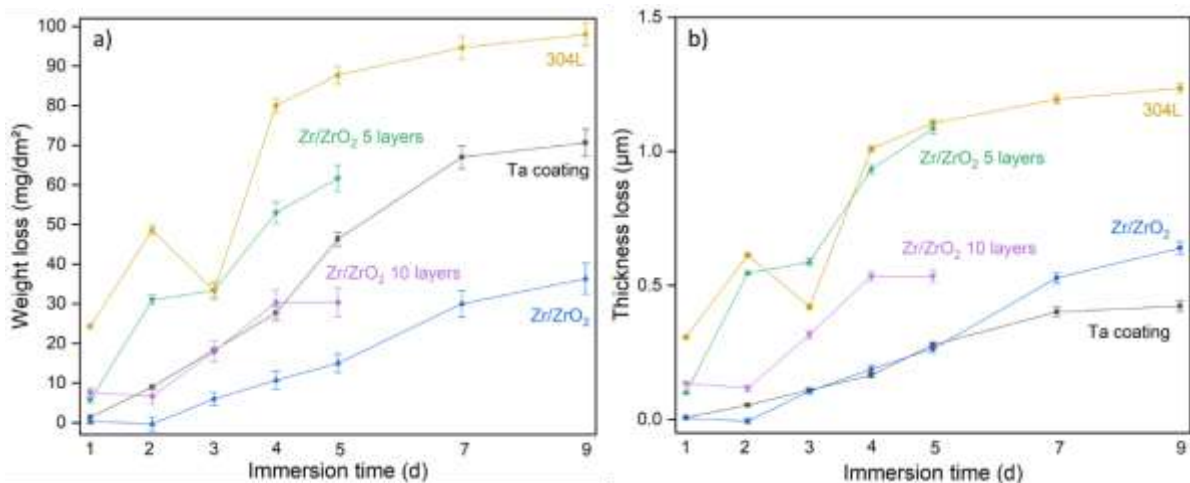 a)
Weight loss (mg/dm²)
100
90
80
70
60
50
40
30
20
10
0
304L
Zr/ZrO₂ 5 layers
Ta coating
Zr/ZrO₂ 10 layers
Zr/ZrO₂
1 2 3 4 5 7 9
Immersion time (d)
b)
Thickness loss (µm)
1.5
1.0
0.5
0.0
304L
Zr/ZrO₂ 5 layers
Zr/ZrO₂
Zr/ZrO₂ 10 layers
Ta coating
1 2 3 4 5 7 9
Immersion time (d)